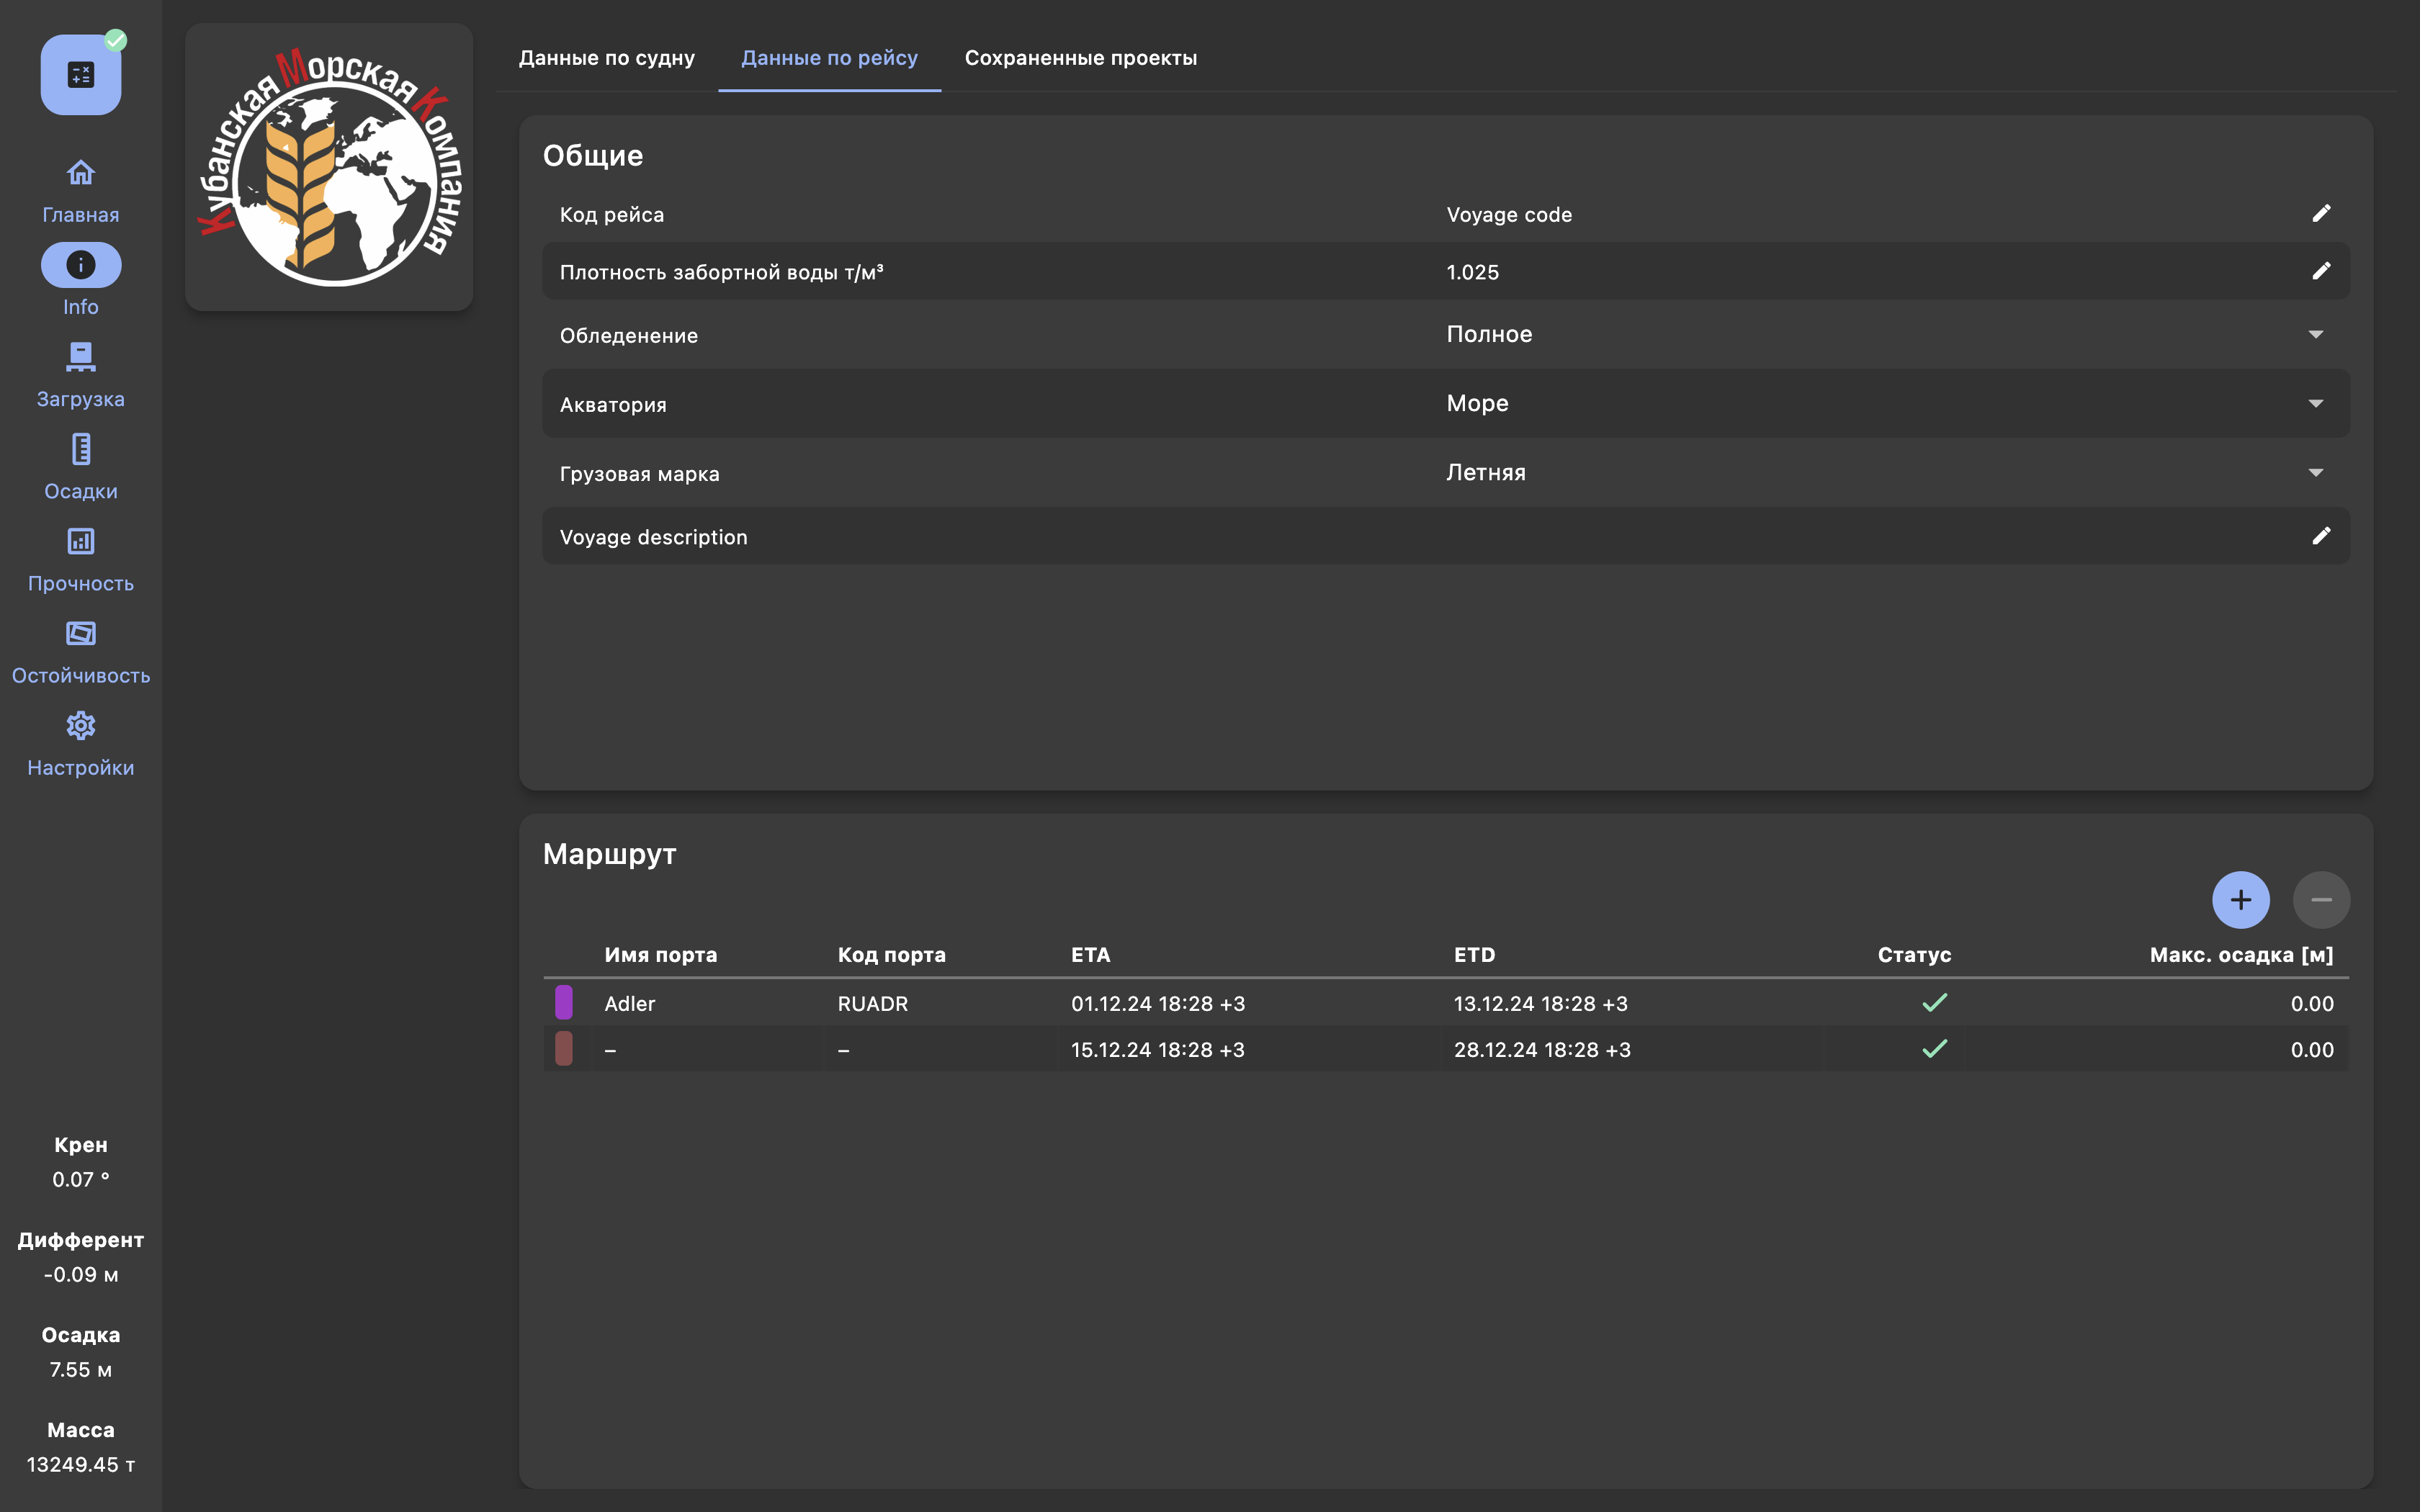 Главная
Info
Загрузка
Осадки
Прочность
Остойчивость
Настройки
Крен
0.07 °
Дифферент
-0.09 м
Осадка
7.55 м
Масса
13249.45 т
Кубанская Морская Компания
Данные по судну Данные по рейсу Сохраненные проекты
Общие
Код рейса Voyage code
Плотность забортной воды т/м³ 1.025
Обледенение Полное
Акватория Море
Грузовая марка Летняя
Voyage description
Маршрут
Имя порта Код порта ETA ETD Статус Макс. осадка [м]
Adler RUADR 01.12.24 18:28 +3 13.12.24 18:28 +3 0.00
– – 15.12.24 18:28 +3 28.12.24 18:28 +3 0.00